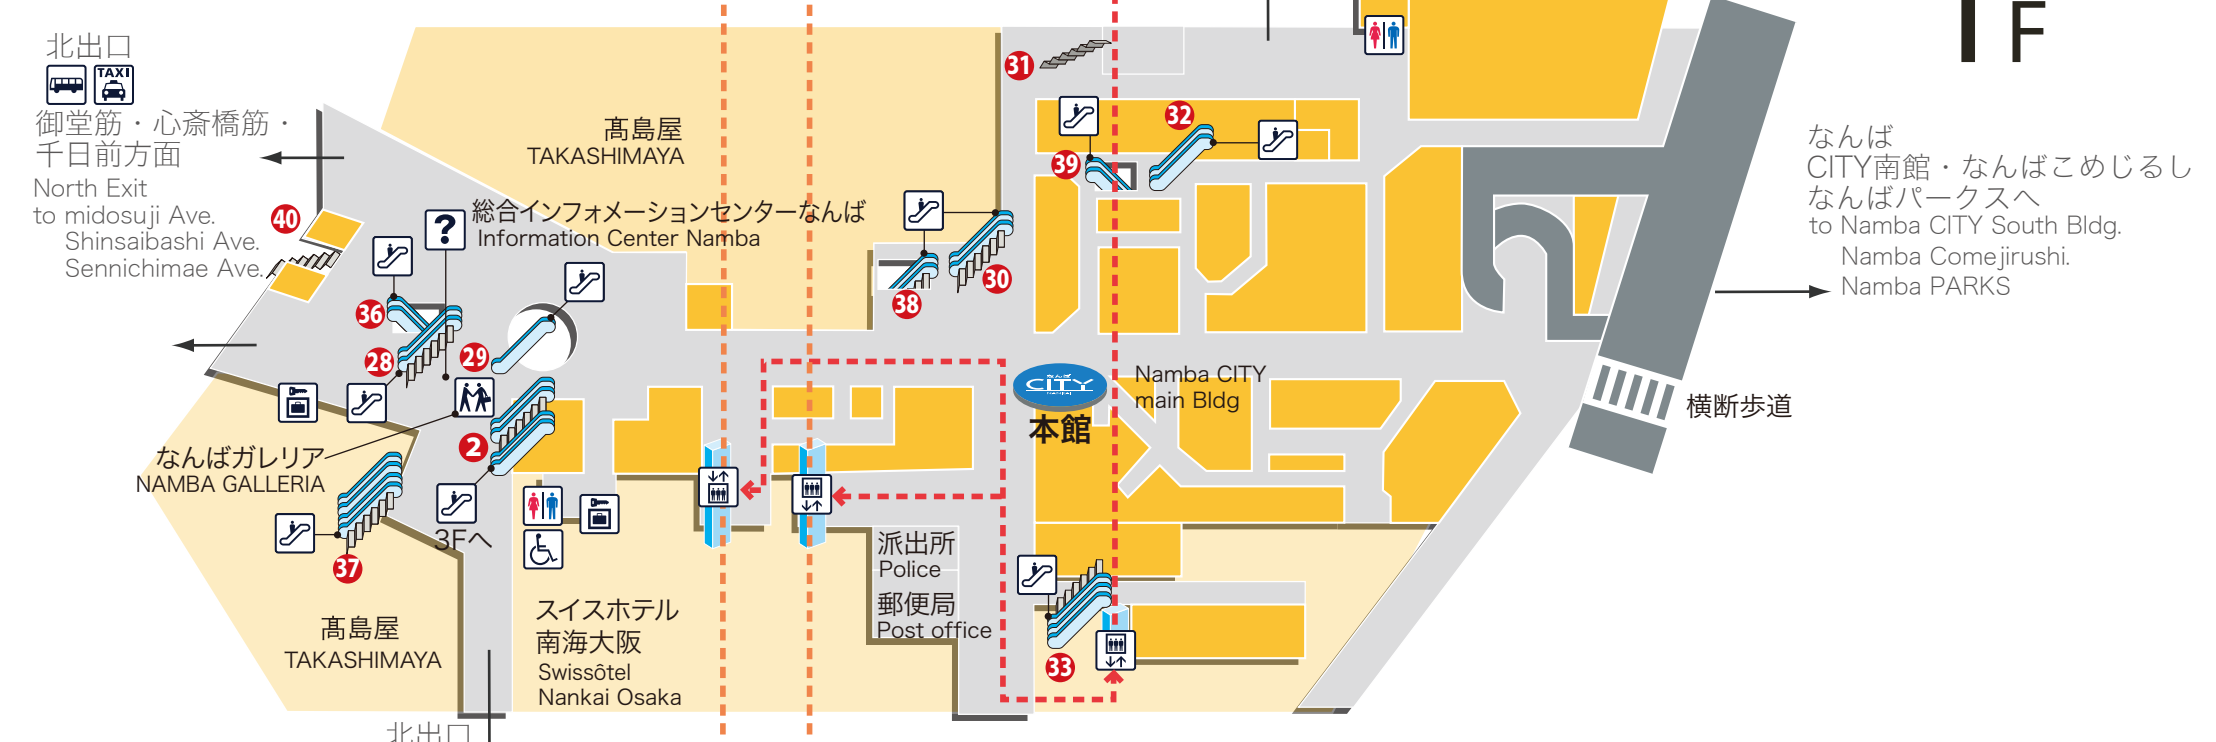 1F
北出口
TAXI
御堂筋・心斎橋筋・
千日前方面
North Exit
to midosuji Ave.
Shinsaibashi Ave.
Sennichimae Ave.
髙島屋
TAKASHIMAYA
?
総合インフォメーションセンターなんば
Information Center Namba
31
32
39
40
30
38
36
28
29
2
37
33
なんば
CITY南館・なんばこめじるし
なんばパークスへ
to Namba CITY South Bldg.
Namba Comejirushi.
Namba PARKS
なんば
CITY
NANKAI
本館
Namba CITY
main Bldg
横断歩道
なんばガレリア
NAMBA GALLERIA
3Fへ
髙島屋
TAKASHIMAYA
スイスホテル
南海大阪
Swissôtel
Nankai Osaka
派出所
Police
郵便局
Post office
北出口